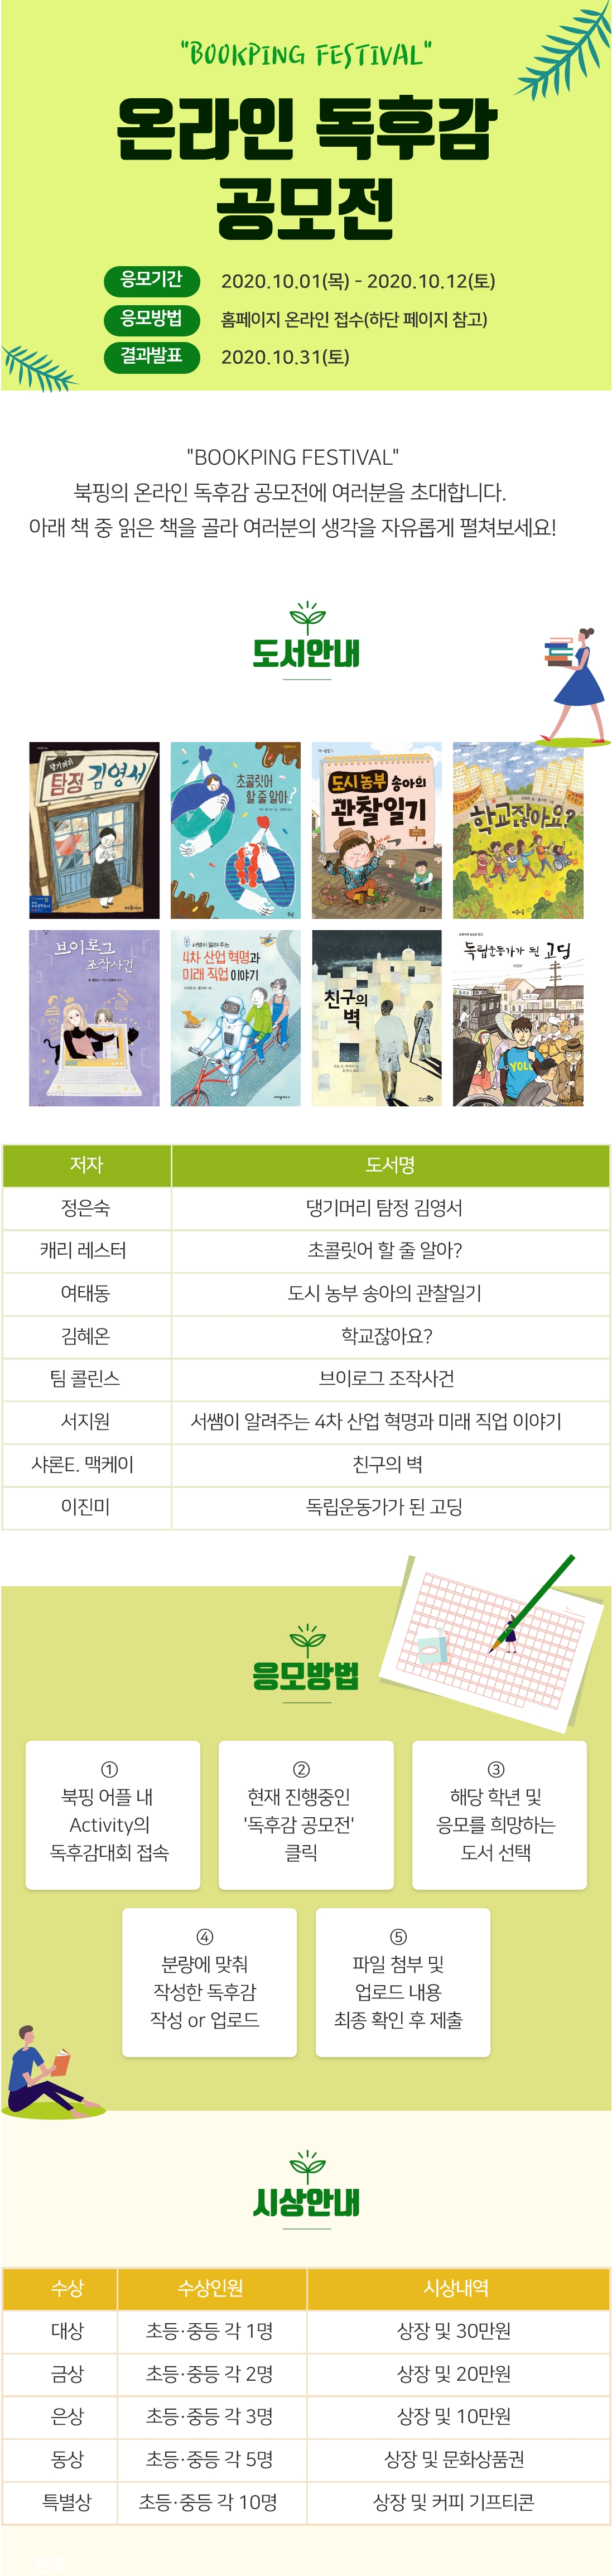 "BOOKPING FESTIVAL"
온라인 독후감
공모전
응모기간 2020.10.01(목) - 2020.10.12(토)
응모방법 홈페이지 온라인 접수(하단 페이지 참고)
결과발표 2020.10.31(토)
"BOOKPING FESTIVAL"
북핑의 온라인 독후감 공모전에 여러분을 초대합니다.
아래 책 중 읽은 책을 골라 여러분의 생각을 자유롭게 펼쳐보세요!
도서안내
댕기머리
탐정 김영서
초콜릿어
할 줄 알아?
도시 농부 송아의
관찰일기
학교잖아요?
브이로그
조작사건
서쌤이 알려 주는
4차 산업 혁명과
미래 직업 이야기
친구의
벽
독립운동가가 된 고딩
YOLO
저자 도서명
정은숙 댕기머리 탐정 김영서
캐리 레스터 초콜릿어 할 줄 알아?
여태동 도시 농부 송아의 관찰일기
김혜온 학교잖아요?
팀 콜린스 브이로그 조작사건
서지원 서쌤이 알려주는 4차 산업 혁명과 미래 직업 이야기
샤론E. 맥케이 친구의 벽
이진미 독립운동가가 된 고딩
응모방법
①
북핑 어플 내
Activity의
독후감대회 접속
②
현재 진행중인
'독후감 공모전'
클릭
③
해당 학년 및
응모를 희망하는
도서 선택
④
분량에 맞춰
작성한 독후감
작성 or 업로드
⑤
파일 첨부 및
업로드 내용
최종 확인 후 제출
시상안내
수상 수상인원 시상내역
대상 초등·중등 각 1명 상장 및 30만원
금상 초등·중등 각 2명 상장 및 20만원
은상 초등·중등 각 3명 상장 및 10만원
동상 초등·중등 각 5명 상장 및 문화상품권
특별상 초등·중등 각 10명 상장 및 커피 기프티콘